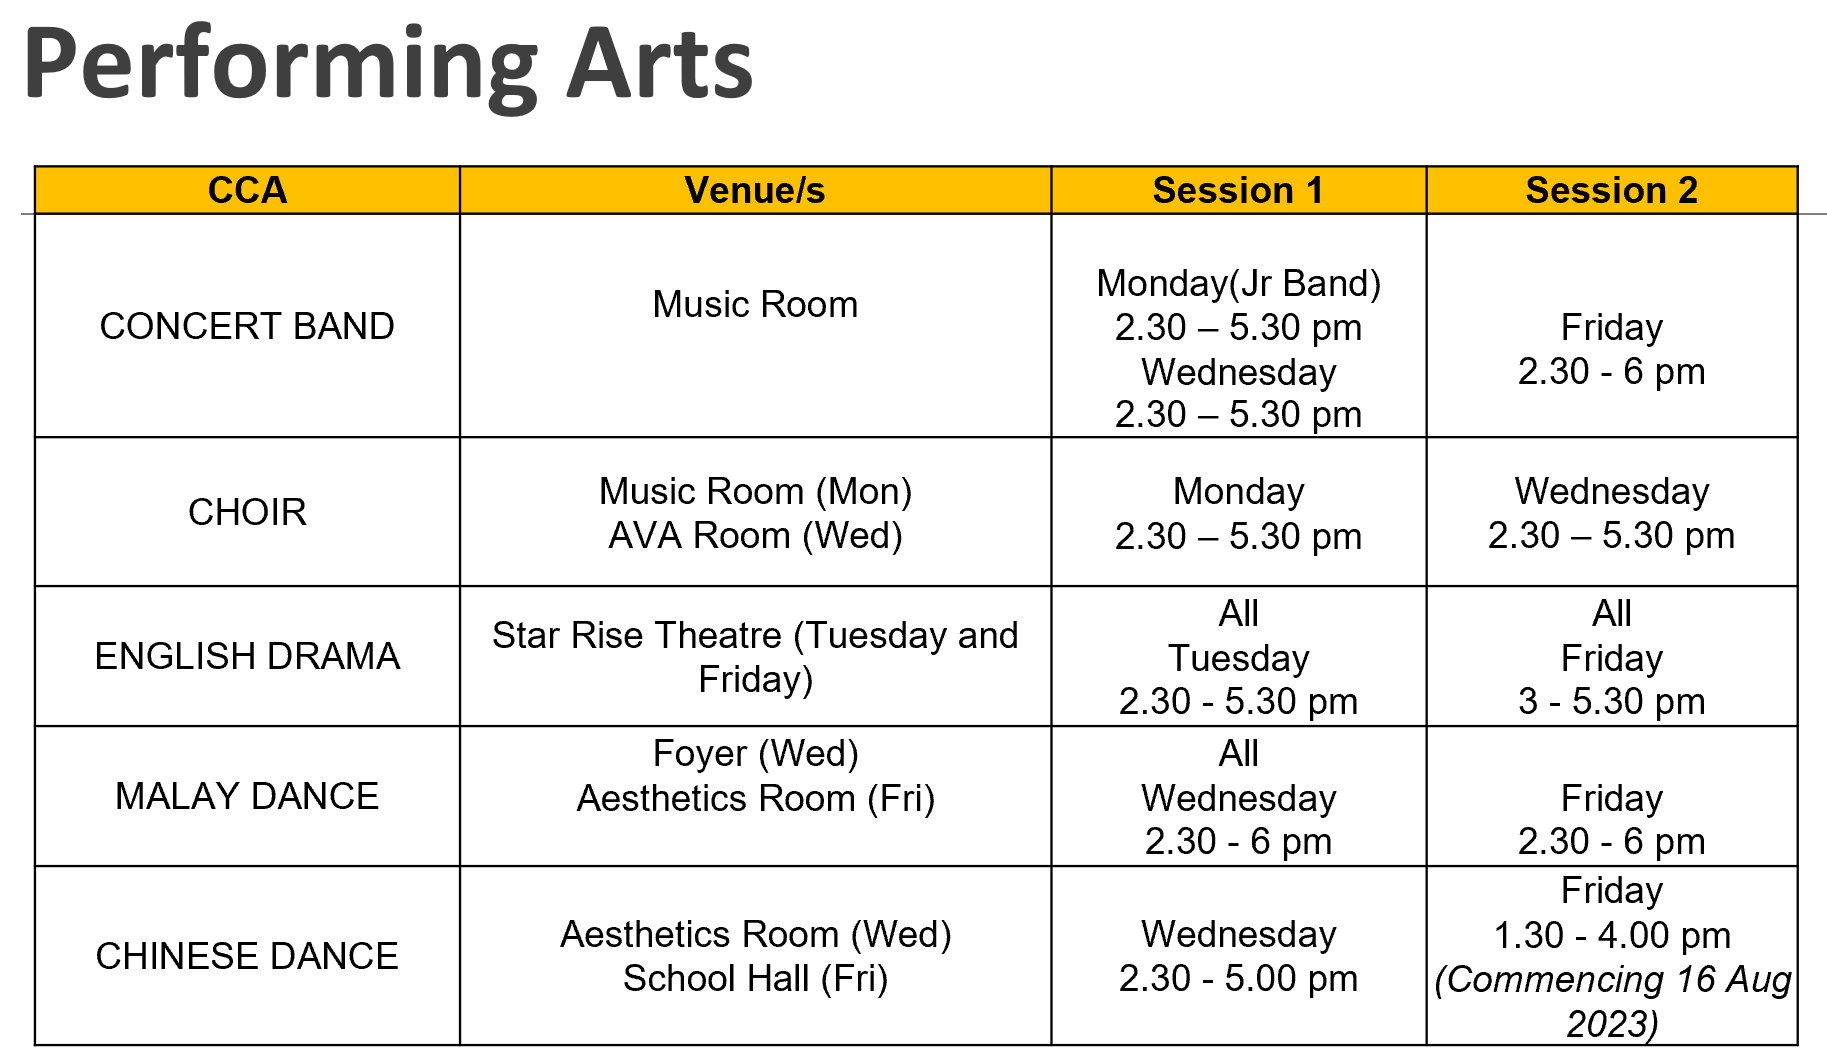 Performing Arts
CCA
Venue/s
Session 1
Session 2
CONCERT BAND
Music Room
Monday(Jr Band)
2.30 – 5.30 pm
Wednesday
2.30 – 5.30 pm
Friday
2.30 - 6 pm
CHOIR
Music Room (Mon)
AVA Room (Wed)
Monday
2.30 – 5.30 pm
Wednesday
2.30 – 5.30 pm
ENGLISH DRAMA
Star Rise Theatre (Tuesday and
Friday)
All
Tuesday
2.30 - 5.30 pm
All
Friday
3 - 5.30 pm
MALAY DANCE
Foyer (Wed)
Aesthetics Room (Fri)
All
Wednesday
2.30 - 6 pm
Friday
2.30 - 6 pm
CHINESE DANCE
Aesthetics Room (Wed)
School Hall (Fri)
Wednesday
2.30 - 5.00 pm
Friday
1.30 - 4.00 pm
(Commencing 16 Aug
2023)